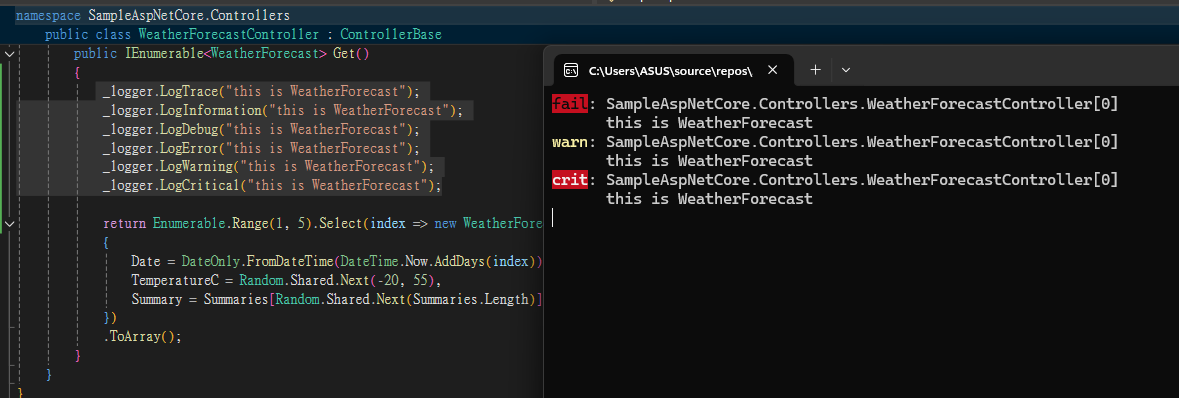 namespace SampleAspNetCore.Controllers
public class WeatherForecastController : ControllerBase
public IEnumerable<WeatherForecast> Get()
{
_logger.LogTrace("this is WeatherForecast");
_logger.LogInformation("this is WeatherForecast");
_logger.LogDebug("this is WeatherForecast");
_logger.LogError("this is WeatherForecast");
_logger.LogWarning("this is WeatherForecast");
_logger.LogCritical("this is WeatherForecast");
return Enumerable.Range(1, 5).Select(index => new WeatherFore
{
Date = DateOnly.FromDateTime(DateTime.Now.AddDays(index))
TemperatureC = Random.Shared.Next(-20, 55),
Summary = Summaries[Random.Shared.Next(Summaries.Length)]
})
.ToArray();
}
}
}
C:\Users\ASUS\source\repos\
fail: SampleAspNetCore.Controllers.WeatherForecastController[0]
this is WeatherForecast
warn: SampleAspNetCore.Controllers.WeatherForecastController[0]
this is WeatherForecast
crit: SampleAspNetCore.Controllers.WeatherForecastController[0]
this is WeatherForecast